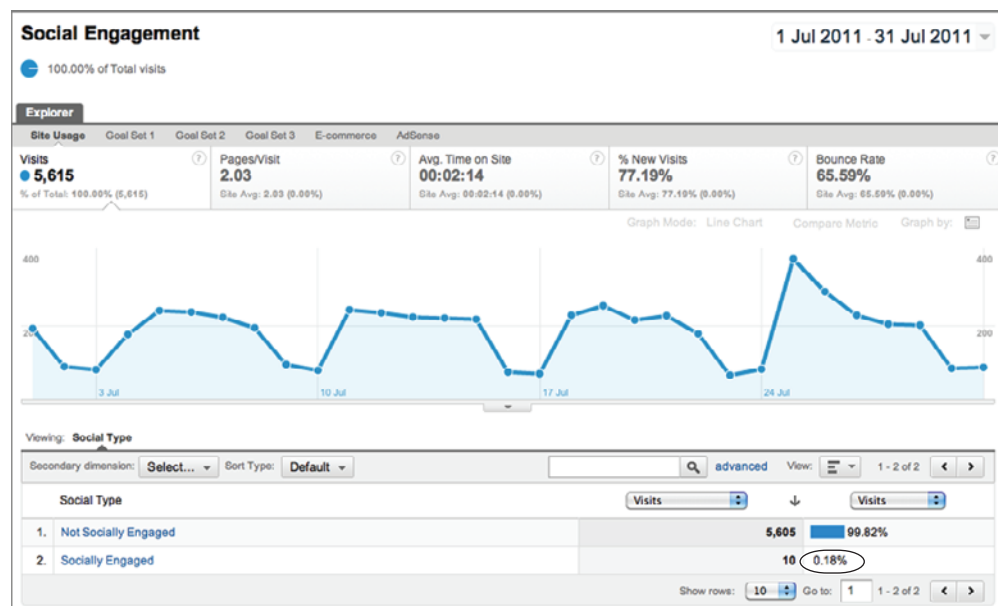 Social Engagement
1 Jul 2011 - 31 Jul 2011
100.00% of Total visits
Explorer
Site Usage Goal Set 1 Goal Set 2 Goal Set 3 E-commerce AdSense
Visits ? Pages/Visit ? Avg. Time on Site ? % New Visits ? Bounce Rate ?
5,615 2.03 00:02:14 77.19% 65.59%
% of Total: 100.00% (5,615) Site Avg: 2.03 (0.00%) Site Avg: 00:02:14 (0.00%) Site Avg: 77.19% (0.00%) Site Avg: 65.59% (0.00%)
Graph Mode: Line Chart Compare Metric Graph by:
400 400
200 200
3 Jul 10 Jul 17 Jul 24 Jul
Viewing: Social Type
Secondary dimension: Select... Sort Type: Default advanced View: 1 - 2 of 2
Social Type Visits Visits
1. Not Socially Engaged 5,605 99.82%
2. Socially Engaged 10 0.18%
Show rows: 10 Go to: 1 1 - 2 of 2